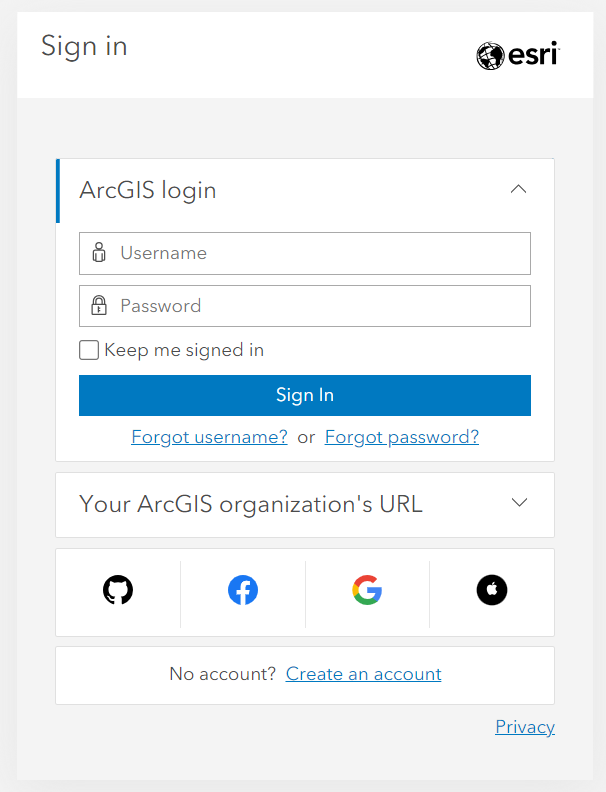 Sign in
esri
ArcGIS login
Username
Password
Keep me signed in
Sign In
Forgot username? or Forgot password?
Your ArcGIS organization's URL
No account? Create an account
Privacy